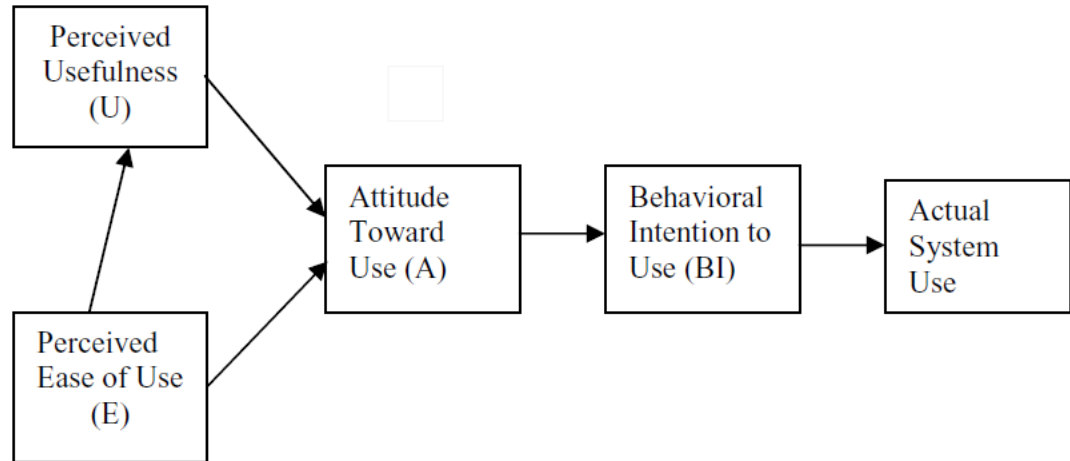 Perceived
Usefulness
(U)
Attitude
Toward
Use (A)
Behavioral
Intention to
Use (BI)
Actual
System
Use
Perceived
Ease of Use
(E)